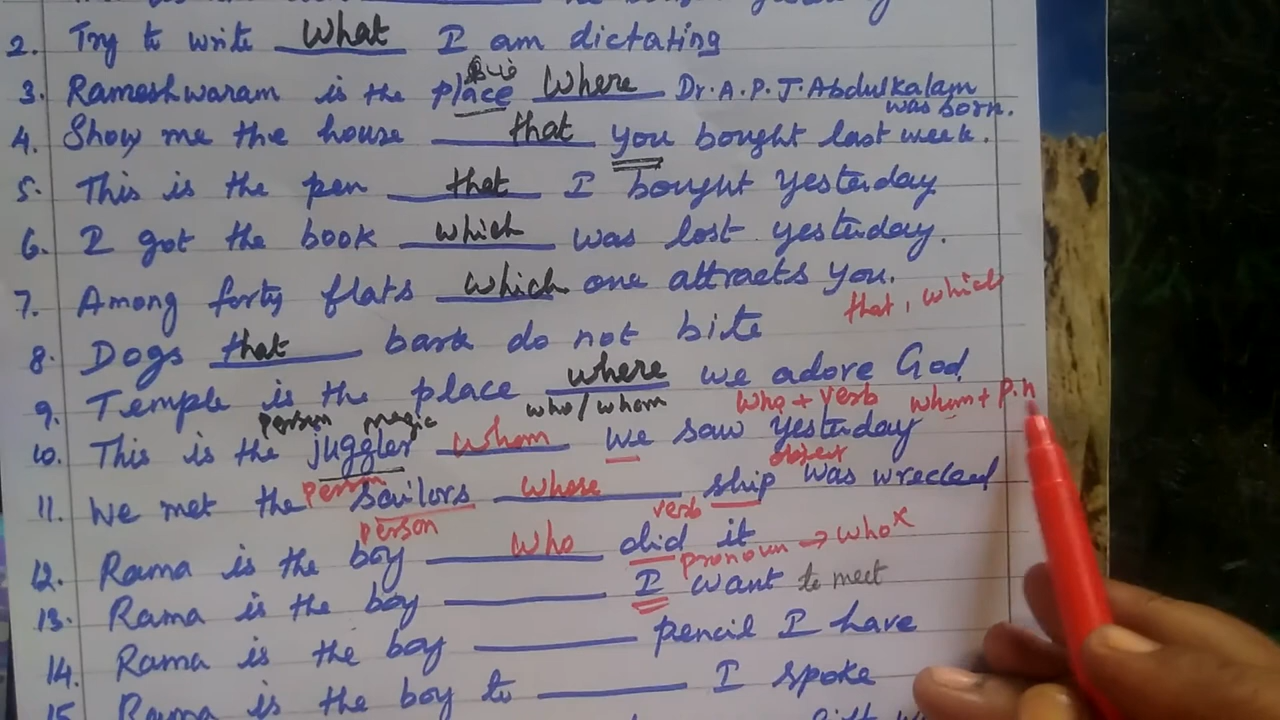 2. Try to write What I am dictating
3. Rameshwaram is the place Where Dr. A. P. J. Abdulkalam
was born.
4. Show me the house that you bought last week.
5. This is the pen that I bought yesterday
6. I got the book which was lost yesterday.
7. Among forty flats which one attracts you.
that, which
8. Dogs that bark do not bite
9. Temple is the place where we adore God.
person magic who/whom who + verb whom + P.n
10. This is the juggler whom we saw yesterday
person object
11. We met the sailors whose ship was wrecked
person verb
12. Rama is the boy who did it
pronoun → who x
13. Rama is the boy I want to meet
14. Rama is the boy pencil I have
15 Rama is the boy to I spoke